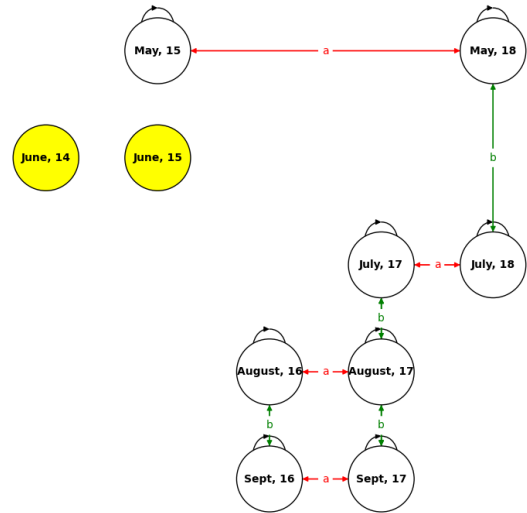 May, 15 a May, 18
June, 14 June, 15 b
July, 17 a July, 18
b
August, 16 a August, 17
b b
Sept, 16 a Sept, 17